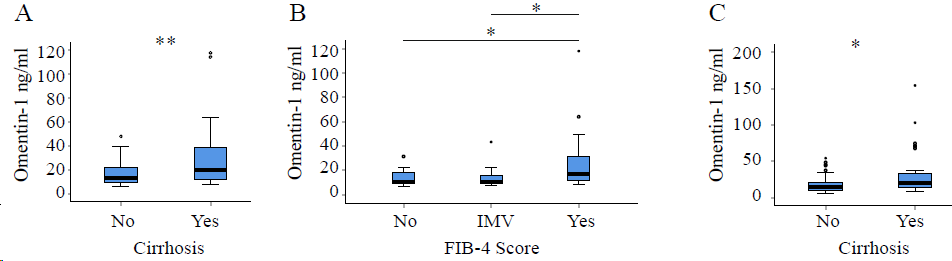 A
Omentin-1 ng/ml
120
100
80
60
40
20
0
**
No Yes
Cirrhosis
B
Omentin-1 ng/ml
120
100
80
60
40
20
0
*
*
No IMV Yes
FIB-4 Score
C
Omentin-1 ng/ml
200
150
100
50
0
*
No Yes
Cirrhosis